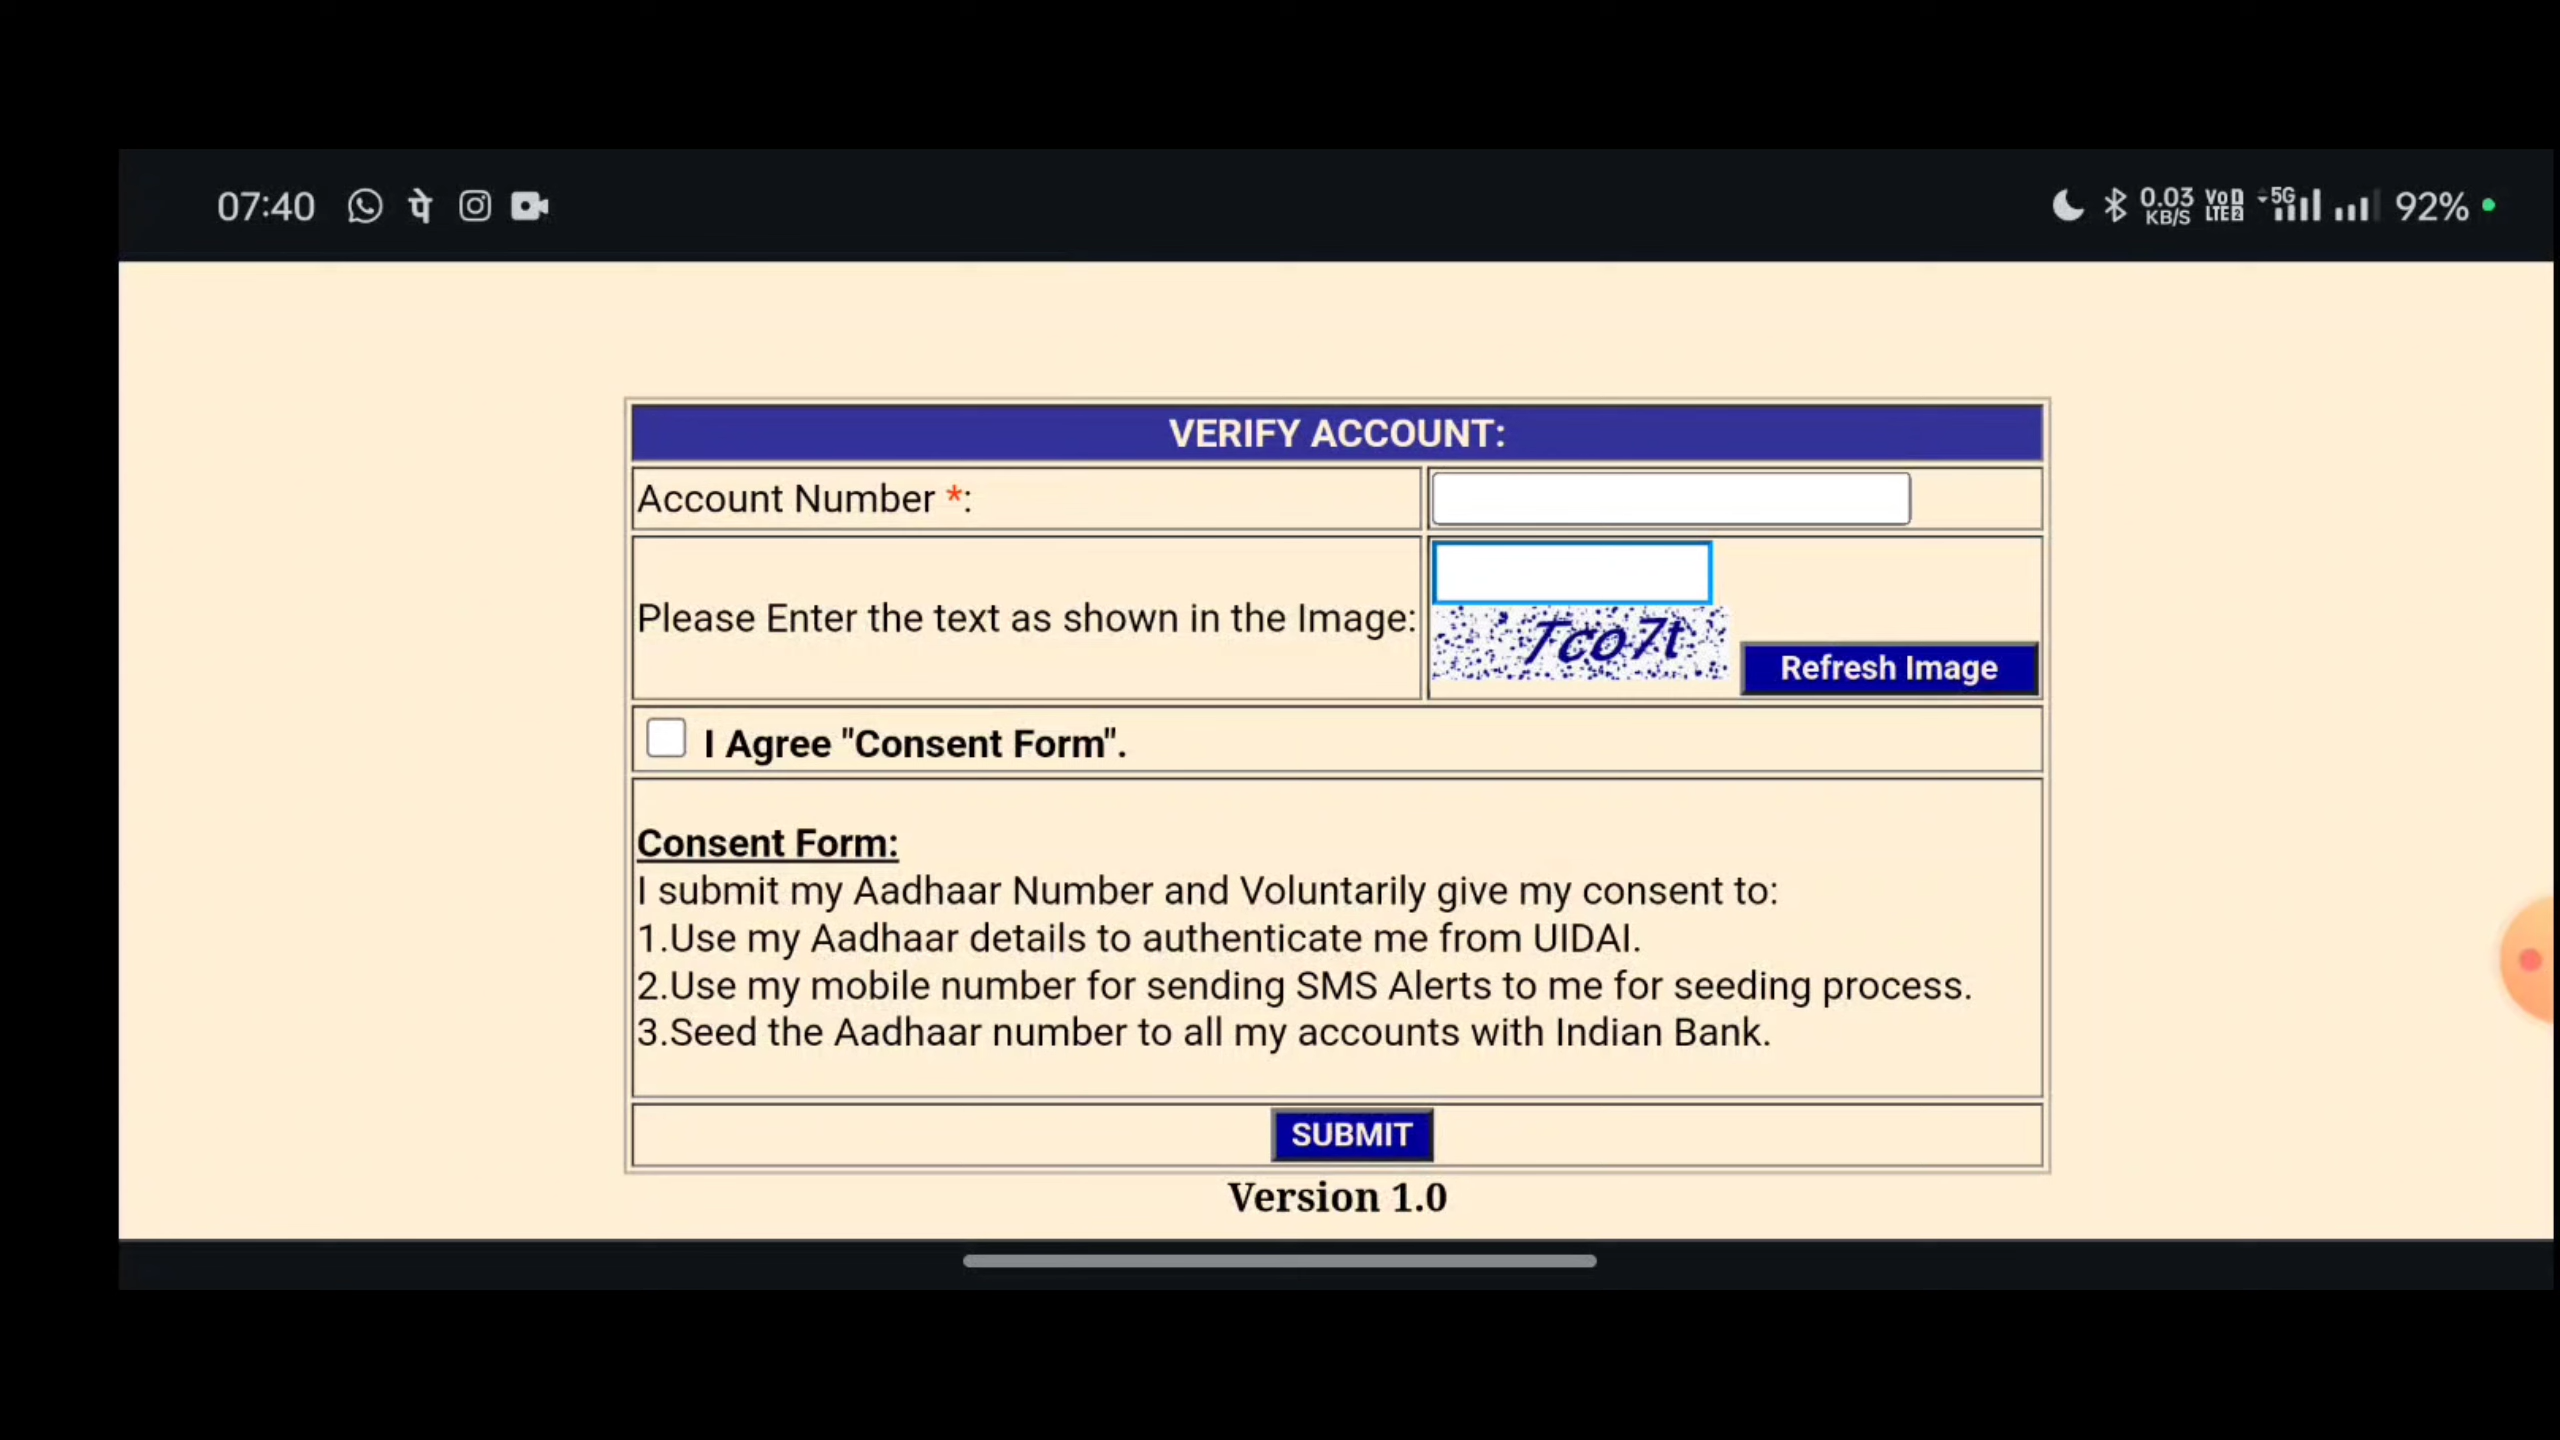 07:40 पे 0.03 KB/S Vo LTE 2 5G 92%
VERIFY ACCOUNT:
Account Number *:
Please Enter the text as shown in the Image:
Tco7t
Refresh Image
I Agree "Consent Form".
Consent Form:
I submit my Aadhaar Number and Voluntarily give my consent to:
1.Use my Aadhaar details to authenticate me from UIDAI.
2.Use my mobile number for sending SMS Alerts to me for seeding process.
3.Seed the Aadhaar number to all my accounts with Indian Bank.
SUBMIT
Version 1.0